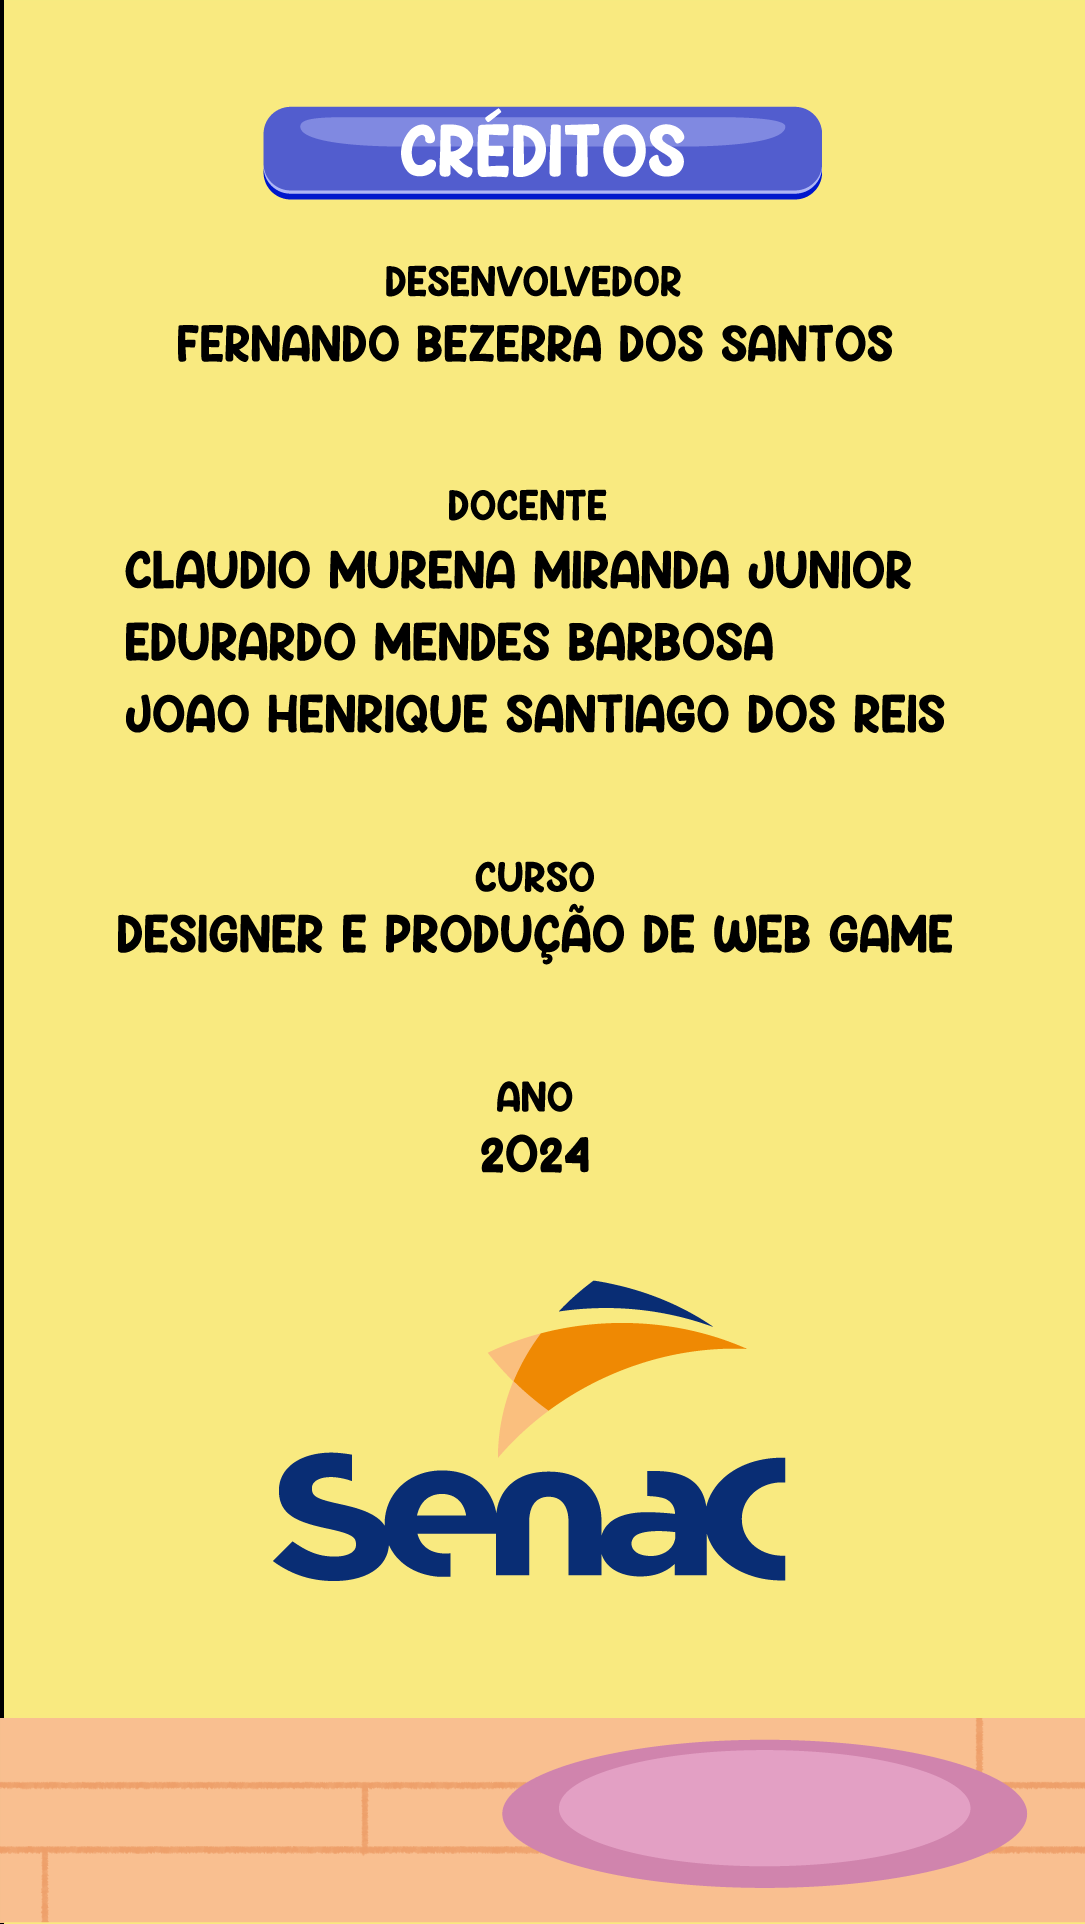 CRÉDITOS
DESENVOLVEDOR
FERNANDO BEZERRA DOS SANTOS
DOCENTE
CLAUDIO MURENA MIRANDA JUNIOR
EDURARDO MENDES BARBOSA
JOAO HENRIQUE SANTIAGO DOS REIS
CURSO
DESIGNER E PRODUÇÃO DE WEB GAME
ANO
2024
Senac